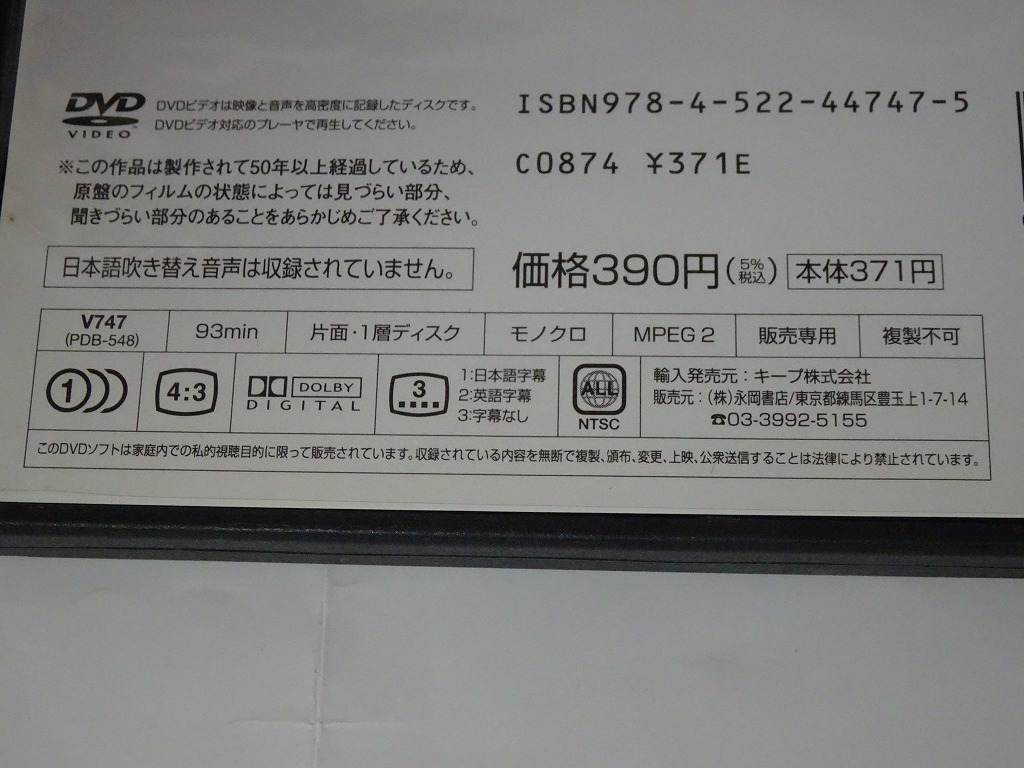 DVD
VIDEO
DVDビデオは映像と音声を高密度に記録したディスクです。
DVDビデオ対応のプレーヤで再生してください。
※この作品は製作されて50年以上経過しているため、
原盤のフィルムの状態によっては見づらい部分、
聞きづらい部分のあることをあらかじめご了承ください。
ISBN978-4-522-44747-5
C0874 ¥371E
日本語吹き替え音声は収録されていません。
価格390円(5%税込) 本体371円
V747
(PDB-548)
93min
片面・1層ディスク
モノクロ
MPEG 2
販売専用
複製不可
1
4:3
DOLBY
DIGITAL
3
1:日本語字幕
2:英語字幕
3:字幕なし
ALL
NTSC
輸入発売元：キープ株式会社
販売元：(株)永岡書店/東京都練馬区豊玉上1-7-14
☎03-3992-5155
このDVDソフトは家庭内での私的視聴目的に限って販売されています。収録されている内容を無断で複製、頒布、変更、上映、公衆送信することは法律により禁止されています。